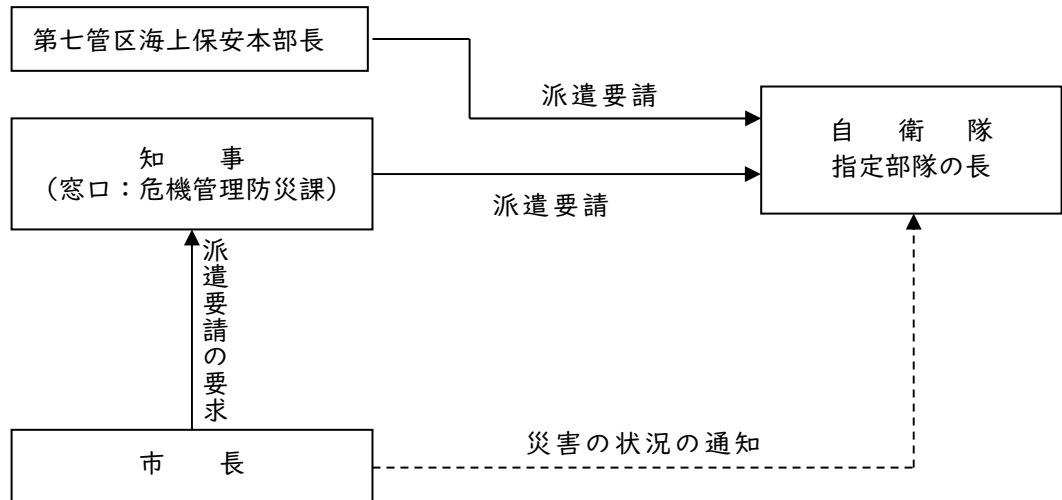 第七管区海上保安本部長
派遣要請
自　衛　隊
指定部隊の長
知　事
（窓口：危機管理防災課）
派遣要請
派遣要請の要求
災害の状況の通知
市　長